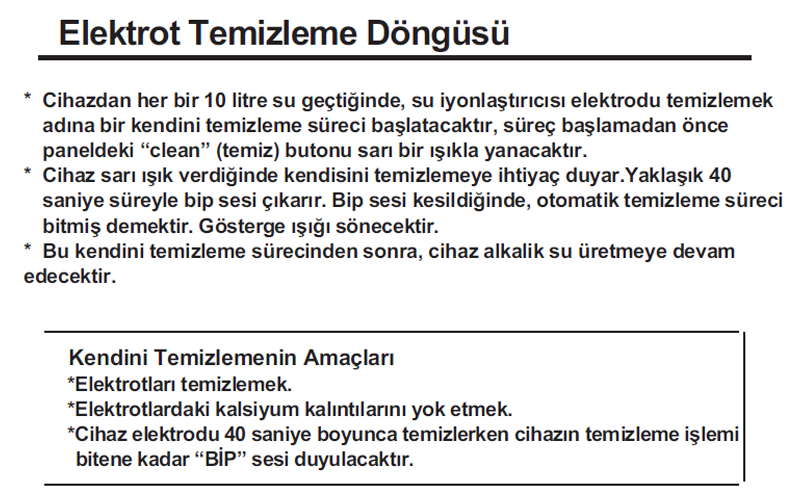 Elektrot Temizleme Döngüsü
* Cihazdan her bir 10 litre su geçtiğinde, su iyonlaştırıcısı elektrodu temizlemek
adına bir kendini temizleme süreci başlatacaktır, süreç başlamadan önce
paneldeki “clean” (temiz) butonu sarı bir ışıkla yanacaktır.
* Cihaz sarı ışık verdiğinde kendisini temizlemeye ihtiyaç duyar.Yaklaşık 40
saniye süreyle bip sesi çıkarır. Bip sesi kesildiğinde, otomatik temizleme süreci
bitmiş demektir. Gösterge ışığı sönecektir.
* Bu kendini temizleme sürecinden sonra, cihaz alkalik su üretmeye devam
edecektir.
Kendini Temizlemenin Amaçları
*Elektrotları temizlemek.
*Elektrotlardaki kalsiyum kalıntılarını yok etmek.
*Cihaz elektrodu 40 saniye boyunca temizlerken cihazın temizleme işlemi
bitene kadar “BİP” sesi duyulacaktır.